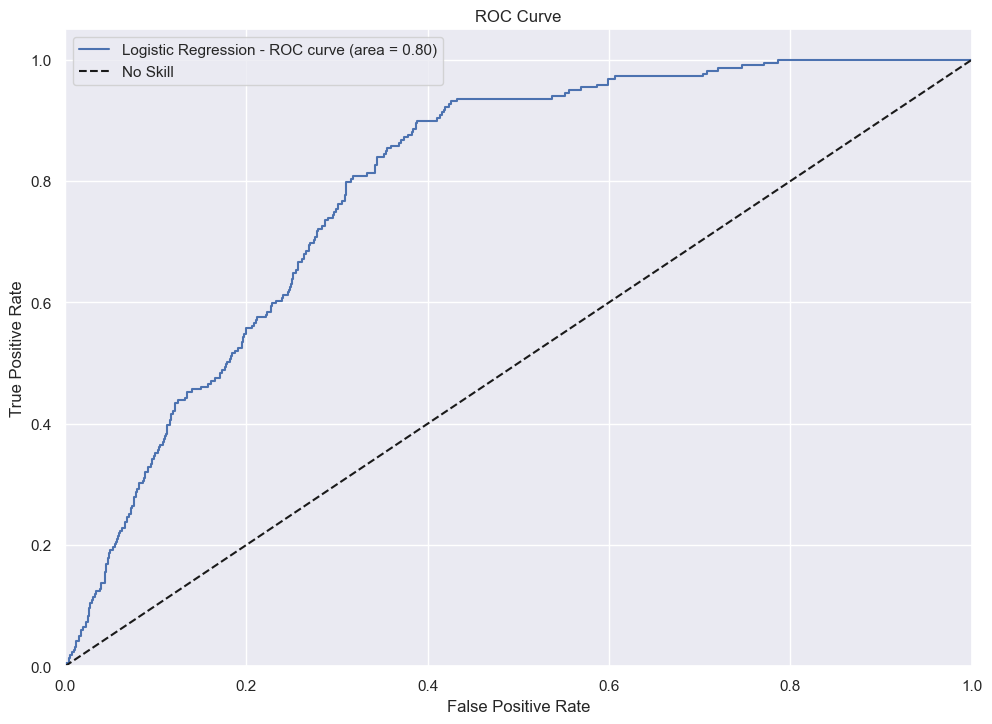 ROC Curve
Logistic Regression - ROC curve (area = 0.80)
No Skill
True Positive Rate
1.0
0.8
0.6
0.4
0.2
0.0
0.0 0.2 0.4 0.6 0.8 1.0
False Positive Rate